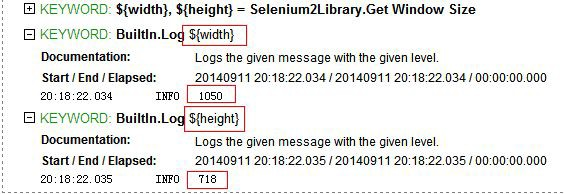 KEYWORD: ${width}, ${height} = Selenium2Library.Get Window Size
KEYWORD: BuiltIn.Log ${width}
Documentation: Logs the given message with the given level.
Start / End / Elapsed: 20140911 20:18:22.034 / 20140911 20:18:22.034 / 00:00:00.000
20:18:22.034 INFO 1050
KEYWORD: BuiltIn.Log ${height}
Documentation: Logs the given message with the given level.
Start / End / Elapsed: 20140911 20:18:22.035 / 20140911 20:18:22.035 / 00:00:00.000
20:18:22.035 INFO 718